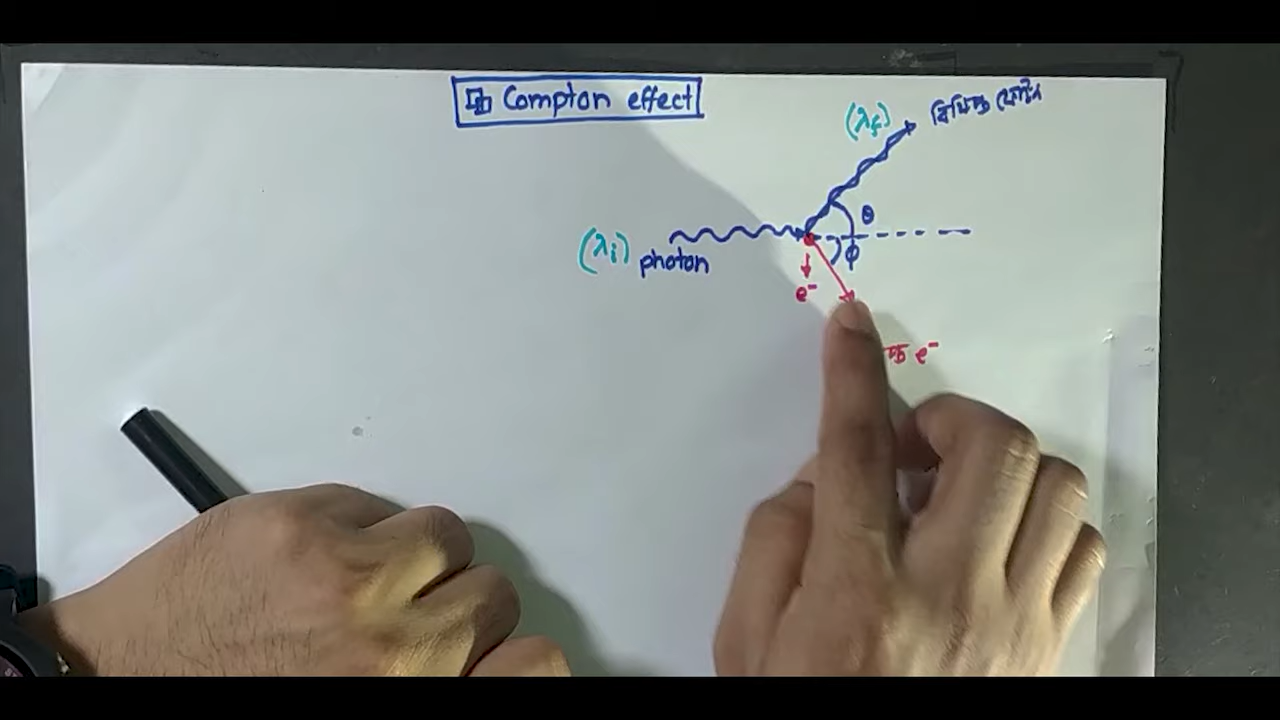 Compton effect
(λf) বিক্ষিপ্ত ফোটন
θ
(λi) photon
φ
e⁻
e⁻